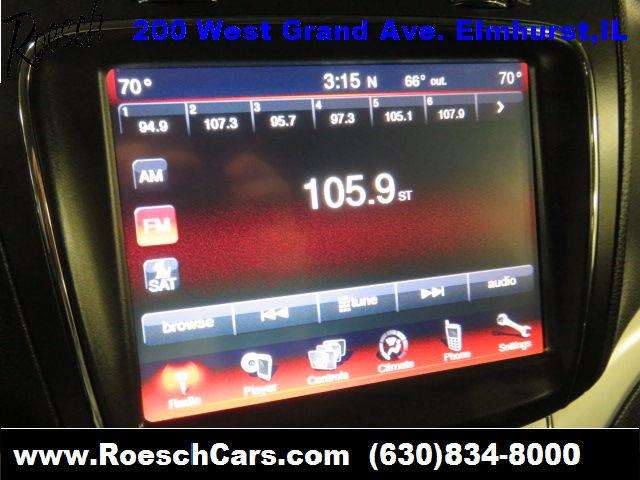 Roesch 200 West Grand Ave. Elmhurst,IL
70° 3:15 N 66° out. 70°
1 2 3 4 5 6
94.9 107.3 95.7 97.3 105.1 107.9 >
AM
105.9 ST
FM
SAT
browse tune audio
Radio Player Controls Climate Phone Settings
www.RoeschCars.com (630)834-8000